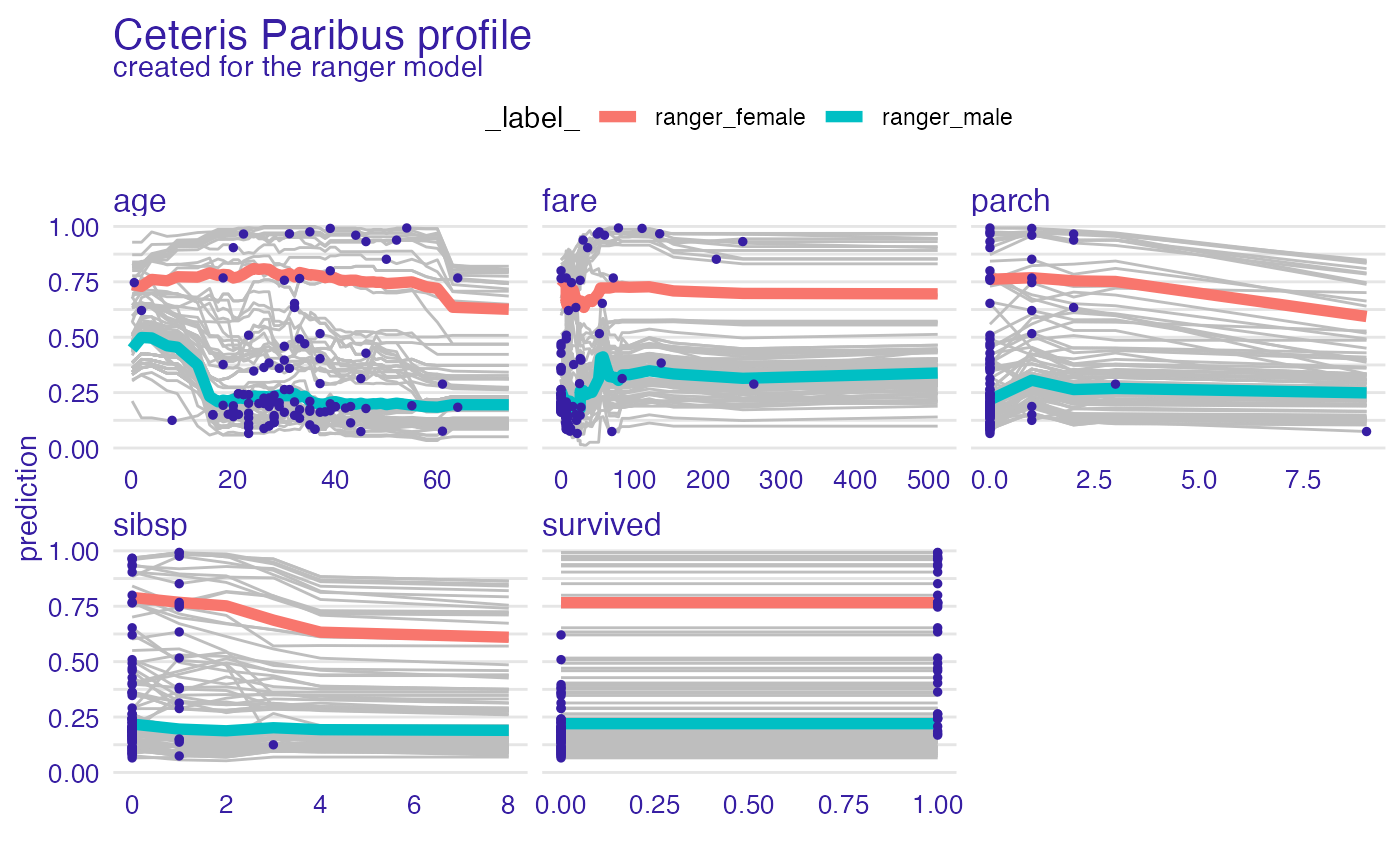 Ceteris Paribus profile
created for the ranger model
_label_ ranger_female ranger_male
age fare parch
1.00
0.75
0.50
0.25
0.00
0 20 40 60 0 100 200 300 400 500 0.0 2.5 5.0 7.5
prediction
sibsp survived
1.00
0.75
0.50
0.25
0.00
0 2 4 6 8 0.00 0.25 0.50 0.75 1.00